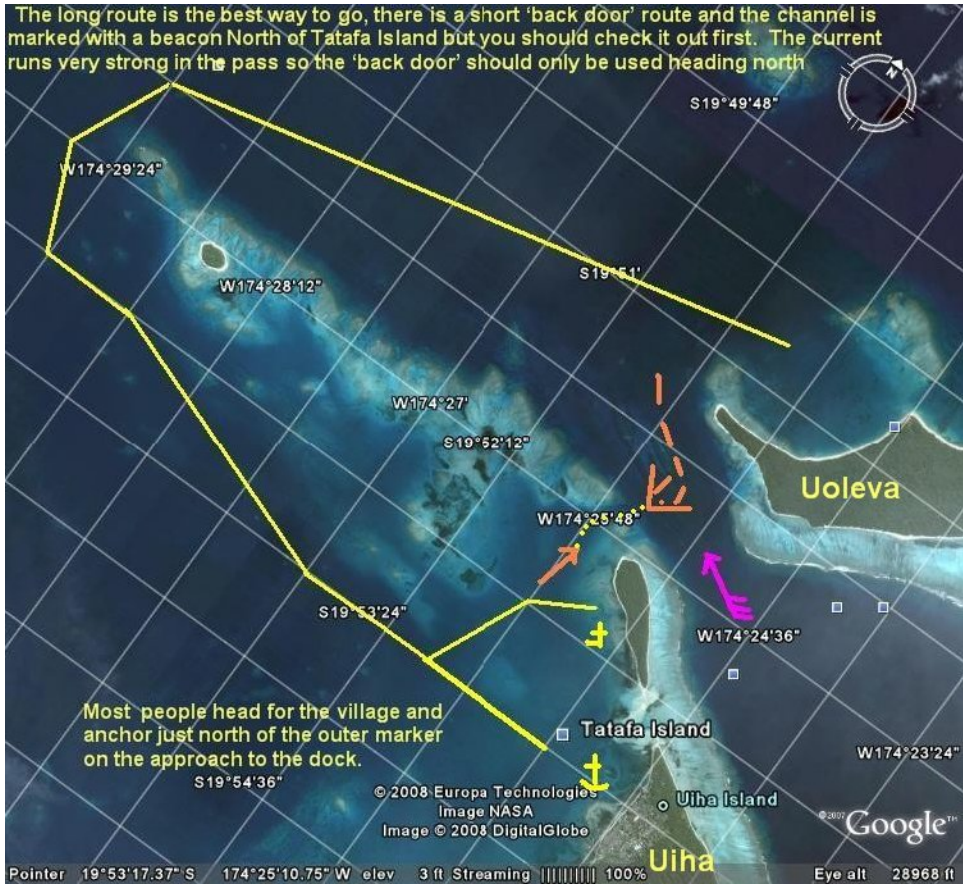 The long route is the best way to go, there is a short ‘back door’ route and the channel is
marked with a beacon North of Tatafa Island but you should check it out first.  The current
runs very strong in the pass so the ‘back door’ should only be used heading north
N
S19°49'48"
W174°29'24"
S19°51'
W174°28'12"
W174°27'
S19°52'12"
Uoleva
W174°25'48"
S19°53'24"
W174°24'36"
Most people head for the village and
anchor just north of the outer marker
on the approach to the dock.
Tatafa Island
W174°23'24"
S19°54'36"
© 2008 Europa Technologies
Image NASA
Image © 2008 DigitalGlobe
Uiha Island
©2007 Google™
Uiha
Pointer 19°53'17.37" S 174°25'10.75" W elev 3 ft Streaming ||||||||| 100% Eye alt 28968 ft